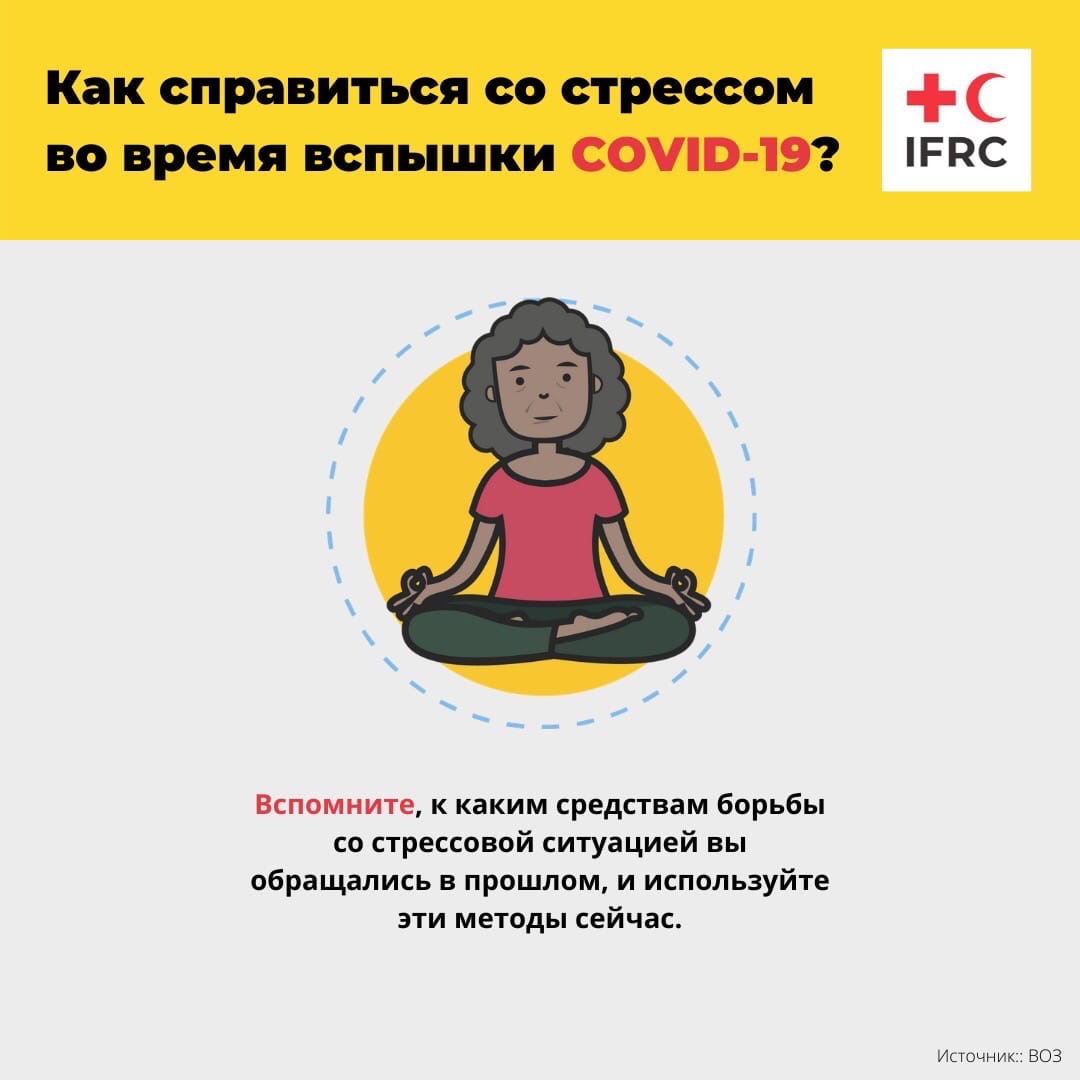 Как справиться со стрессом
во время вспышки COVID-19?
IFRC
Вспомните, к каким средствам борьбы
со стрессовой ситуацией вы
обращались в прошлом, и используйте
эти методы сейчас.
Источник:: ВОЗ